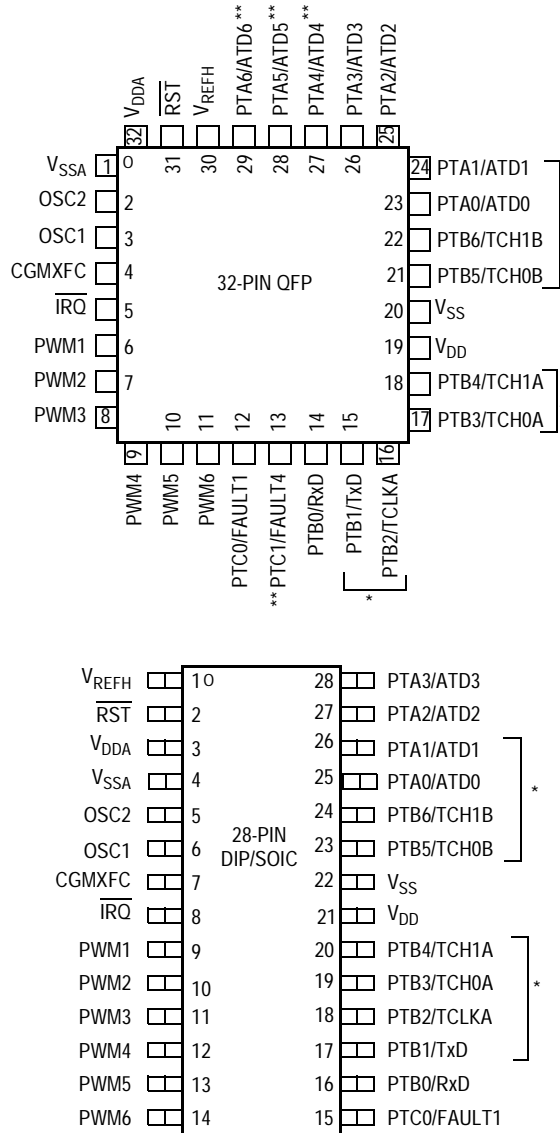 VDDA
RST
VREFH
PTA6/ATD6 **
PTA5/ATD5 **
PTA4/ATD4 **
PTA3/ATD3
PTA2/ATD2
32
31
30
29
28
27
26
25
VSSA 1 O
OSC2 2
OSC1 3
CGMXFC 4
IRQ 5
PWM1 6
PWM2 7
PWM3 8
32-PIN QFP
24 PTA1/ATD1
23 PTA0/ATD0
22 PTB6/TCH1B
21 PTB5/TCH0B
20 VSS
19 VDD
18 PTB4/TCH1A
17 PTB3/TCH0A
9
10
11
12
13
14
15
16
PWM4
PWM5
PWM6
PTC0/FAULT1
** PTC1/FAULT4
PTB0/RxD
PTB1/TxD
PTB2/TCLKA
*
VREFH 1 O
RST 2
VDDA 3
VSSA 4
OSC2 5
OSC1 6
CGMXFC 7
IRQ 8
PWM1 9
PWM2 10
PWM3 11
PWM4 12
PWM5 13
PWM6 14
28-PIN
DIP/SOIC
28 PTA3/ATD3
27 PTA2/ATD2
26 PTA1/ATD1
25 PTA0/ATD0
24 PTB6/TCH1B
23 PTB5/TCH0B
*
22 VSS
21 VDD
20 PTB4/TCH1A
19 PTB3/TCH0A
18 PTB2/TCLKA
17 PTB1/TxD
*
16 PTB0/RxD
15 PTC0/FAULT1